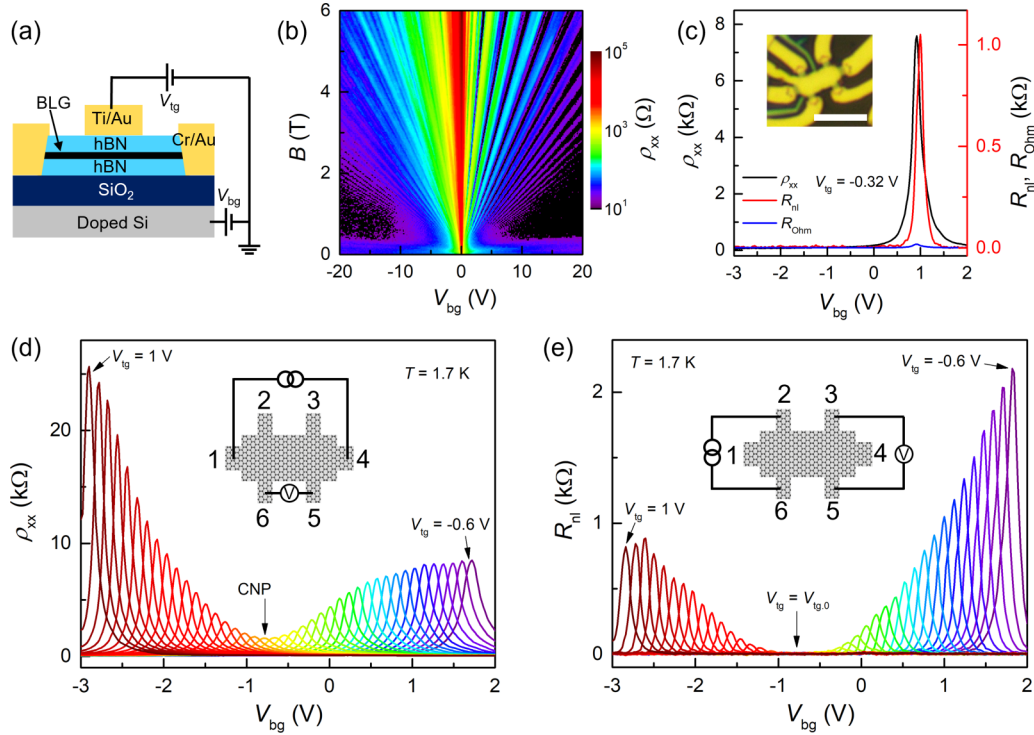 (a)
V_tg
BLG
Ti/Au
hBN
Cr/Au
hBN
SiO₂
V_bg
Doped Si
(b)
6
4
2
0
B (T)
-20 -10 0 10 20
V_bg (V)
10⁵
10³
10¹
ρ_xx (Ω)
(c)
8
6
4
2
0
ρ_xx (kΩ)
ρ_xx
R_nl
R_Ohm
V_tg = -0.32 V
1.0
0.5
0.0
R_nl, R_Ohm (kΩ)
-3 -2 -1 0 1 2
V_bg (V)
(d)
V_tg = 1 V
T = 1.7 K
2 3
1 4
V
6 5
V_tg = -0.6 V
CNP
20
10
0
ρ_xx (kΩ)
-3 -2 -1 0 1 2
V_bg (V)
(e)
T = 1.7 K
V_tg = -0.6 V
2 3
1 4 V
6 5
V_tg = 1 V
V_tg = V_tg,0
2
1
0
R_nl (kΩ)
-3 -2 -1 0 1 2
V_bg (V)